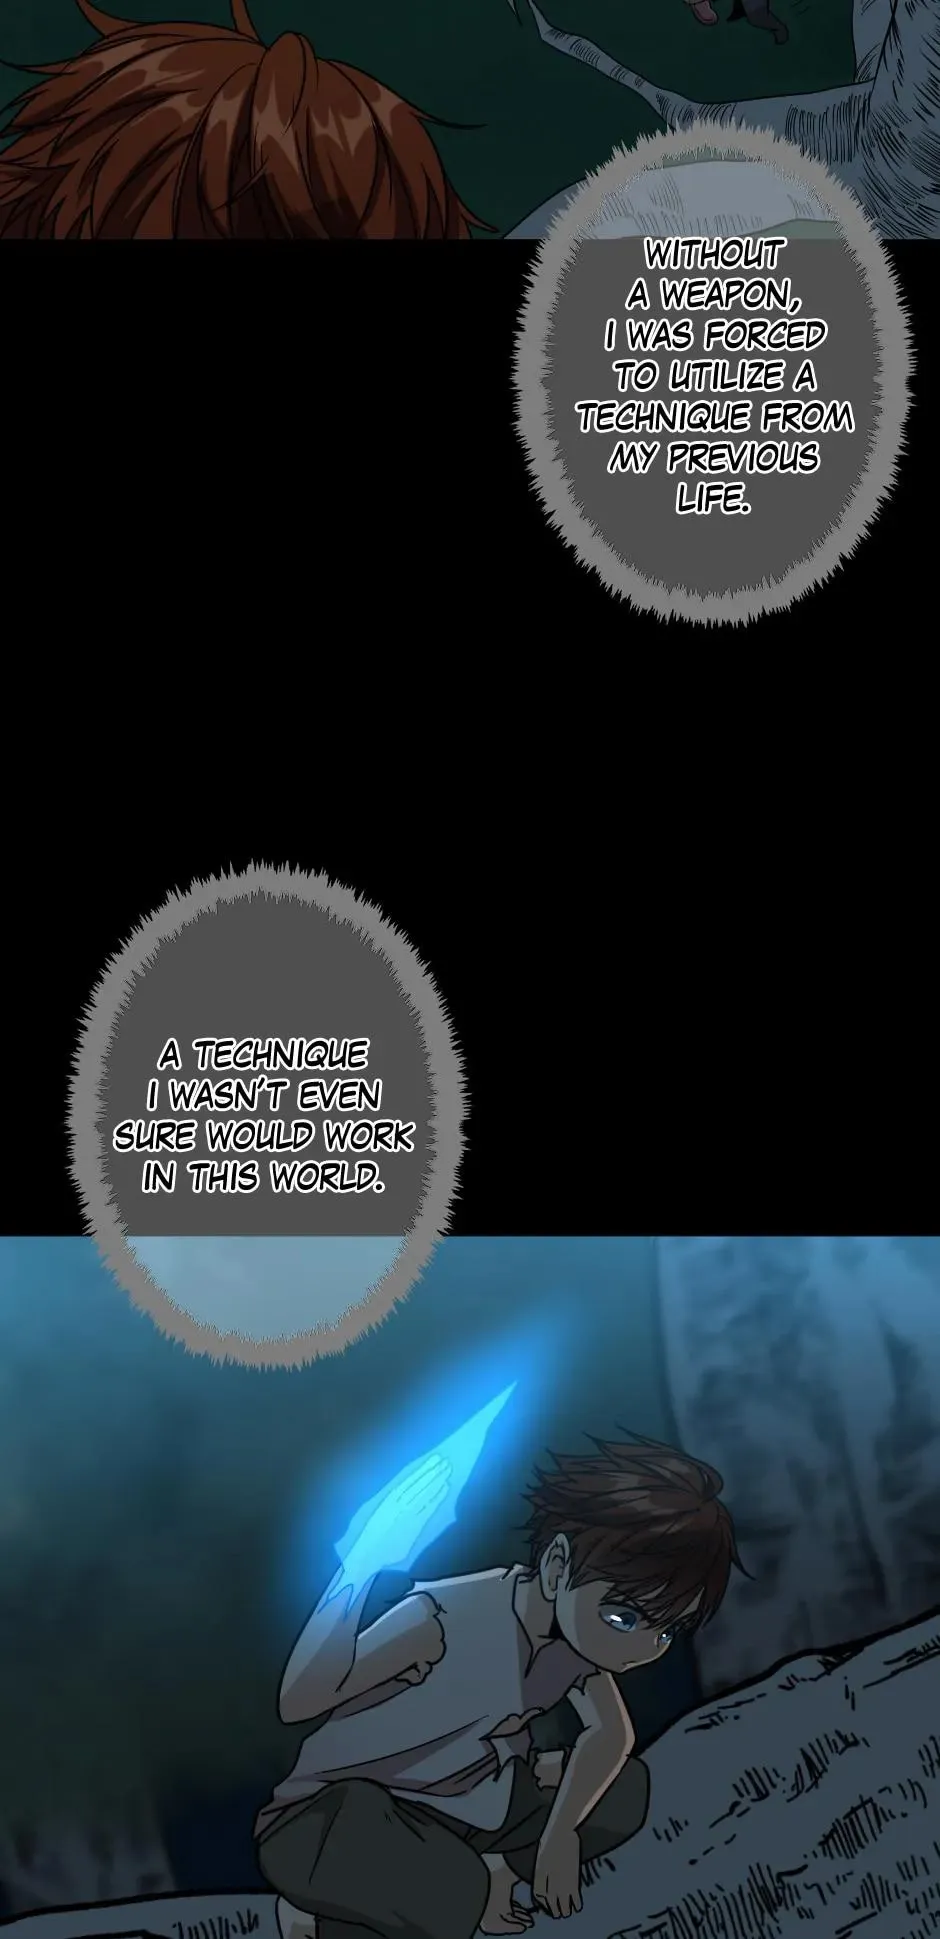 WITHOUT
A WEAPON,
I WAS FORCED
TO UTILIZE A
TECHNIQUE FROM
MY PREVIOUS
LIFE.
A TECHNIQUE
I WASN'T EVEN
SURE WOULD WORK
IN THIS WORLD.